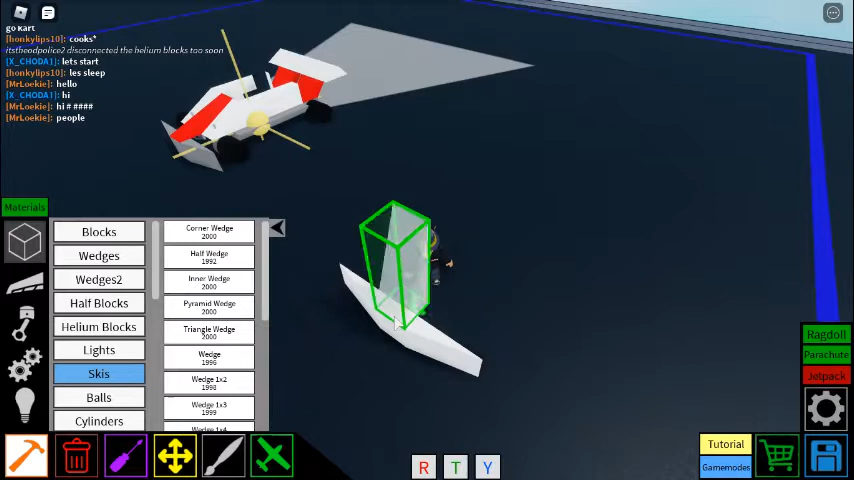 go Kart
[honkylips10]: cooks*
itstheodpolice2 disconnected the helium blocks too soon
[X_CHODA1]: lets start
[honkylips10]: les sleep
[MrLoekie]: hello
[X_CHODA1]: hi
[MrLoekie]: hi # ####
[MrLoekie]: people
Materials
Blocks
Wedges
Wedges2
Half Blocks
Helium Blocks
Lights
Skis
Balls
Cylinders
Corner Wedge
2000
Half Wedge
1992
Inner Wedge
2000
Pyramid Wedge
2000
Triangle Wedge
2000
Wedge
1996
Wedge 1x2
1998
Wedge 1x3
1999
Wedge 1x4
Ragdoll
Parachute
Jetpack
Tutorial
Gamemodes
R T Y